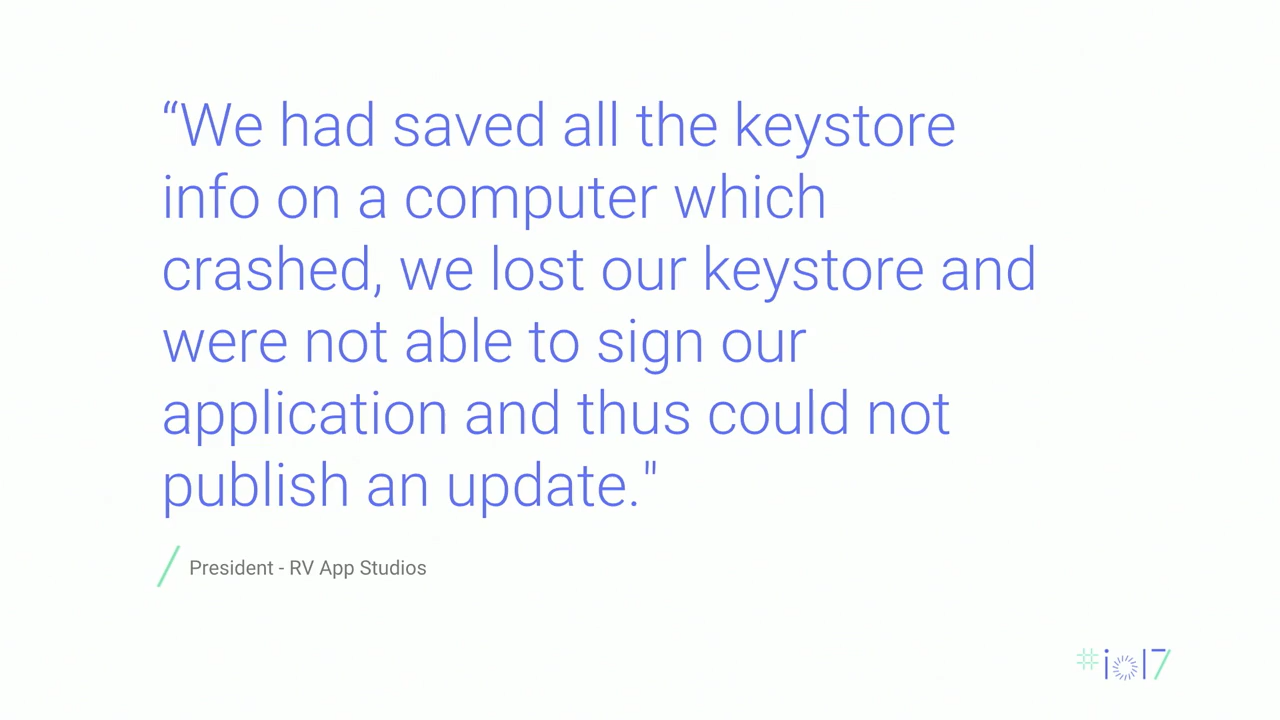 “We had saved all the keystore
info on a computer which
crashed, we lost our keystore and
were not able to sign our
application and thus could not
publish an update."
President - RV App Studios
#io17